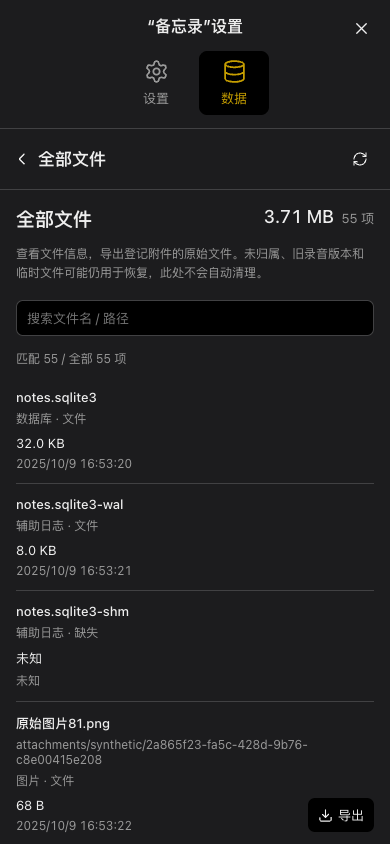 “备忘录”设置
设置
数据
全部文件
全部文件
3.71 MB 55 项
查看文件信息，导出登记附件的原始文件。未归属、旧录音版本和
临时文件可能仍用于恢复，此处不会自动清理。
搜索文件名 / 路径
匹配 55 / 全部 55 项
notes.sqlite3
数据库 · 文件
32.0 KB
2025/10/9 16:53:20
notes.sqlite3-wal
辅助日志 · 文件
8.0 KB
2025/10/9 16:53:21
notes.sqlite3-shm
辅助日志 · 缺失
未知
未知
原始图片81.png
attachments/synthetic/2a865f23-fa5c-428d-9b76-
c8e00415e208
图片 · 文件
68 B
2025/10/9 16:53:22
导出